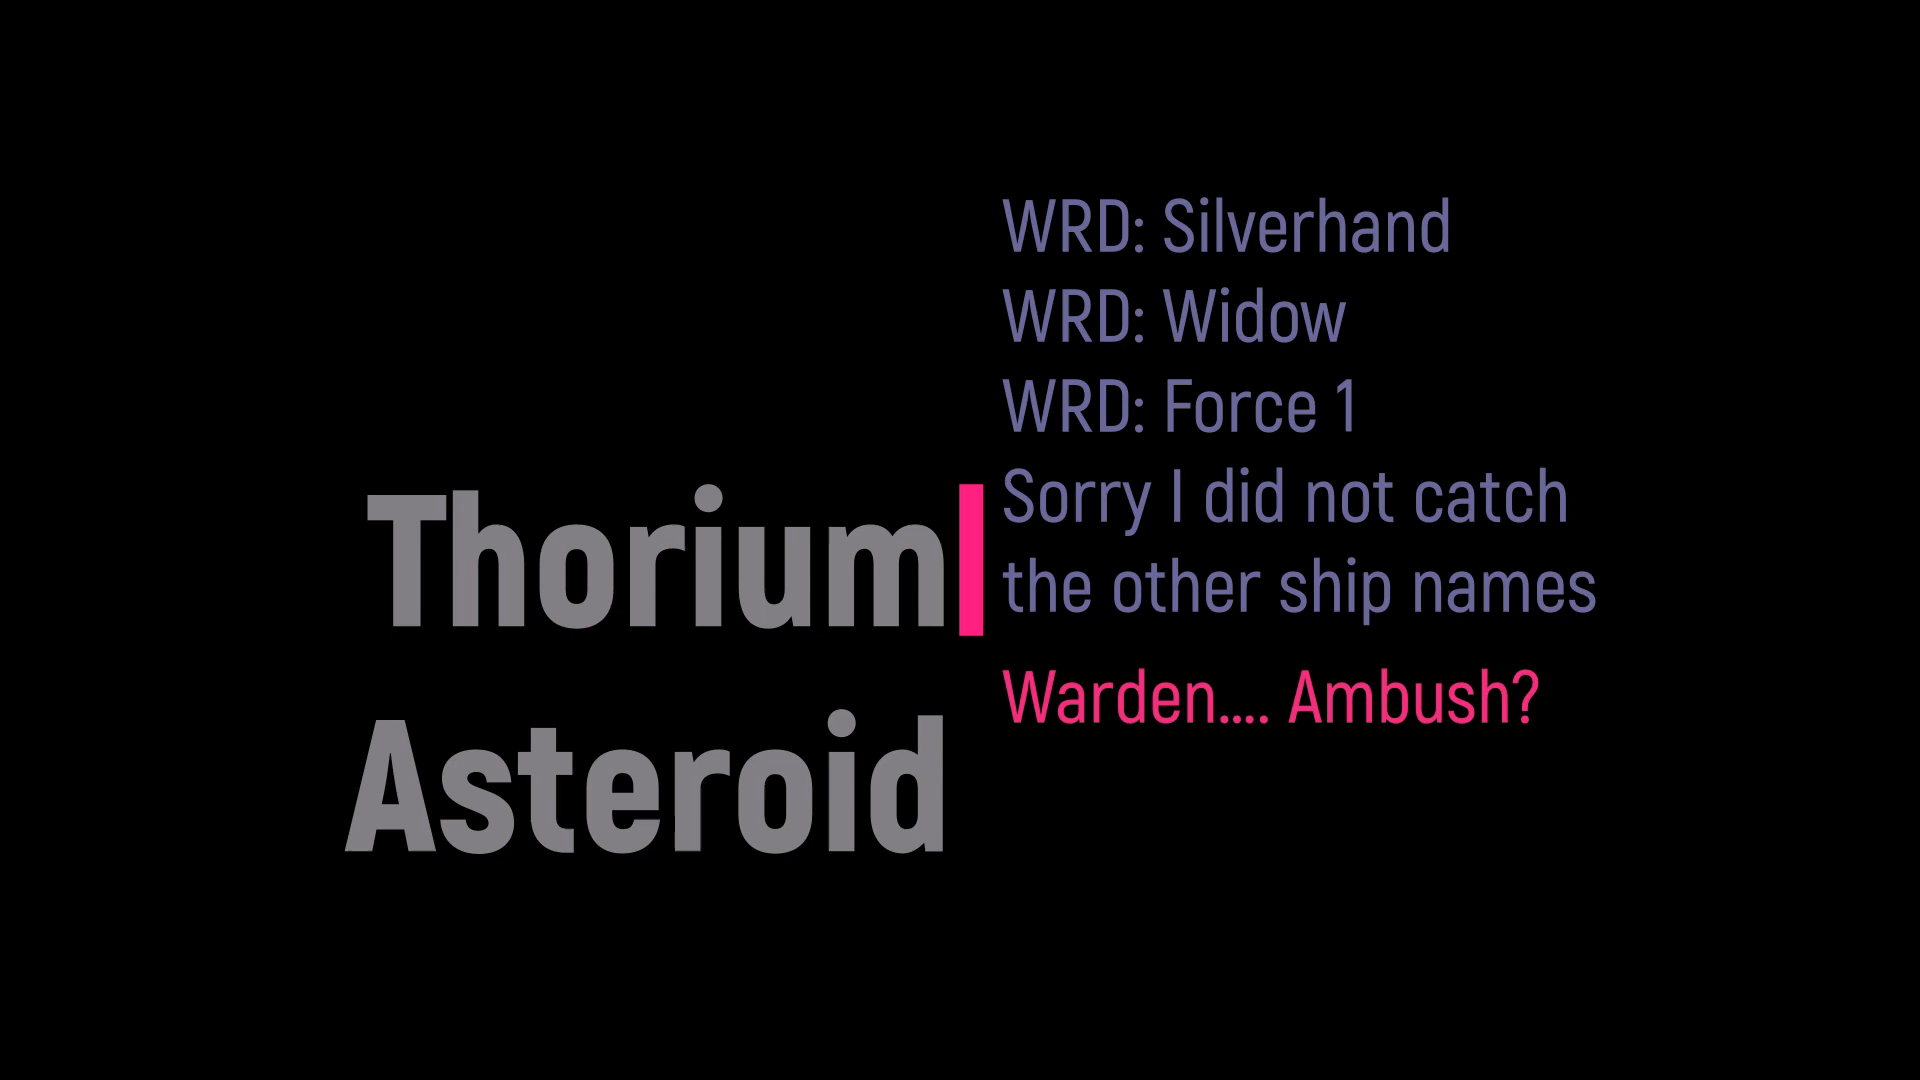 Thorium
Asteroid
WRD: Silverhand
WRD: Widow
WRD: Force 1
Sorry I did not catch
the other ship names
Warden.... Ambush?